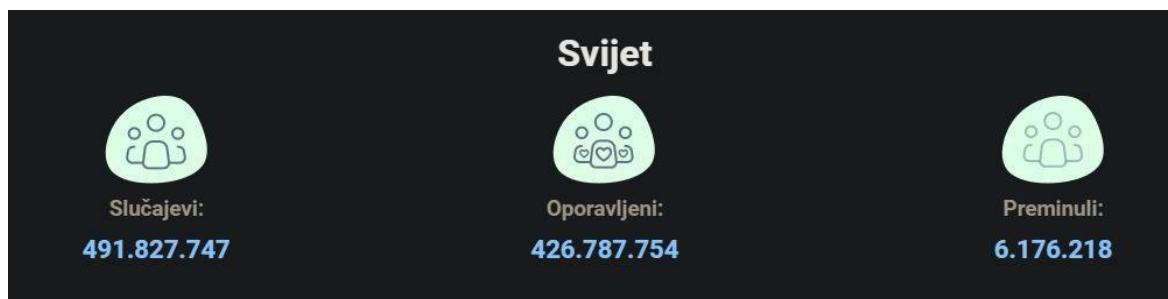 Svijet
Slučajevi:
491.827.747
Oporavljeni:
426.787.754
Preminuli:
6.176.218